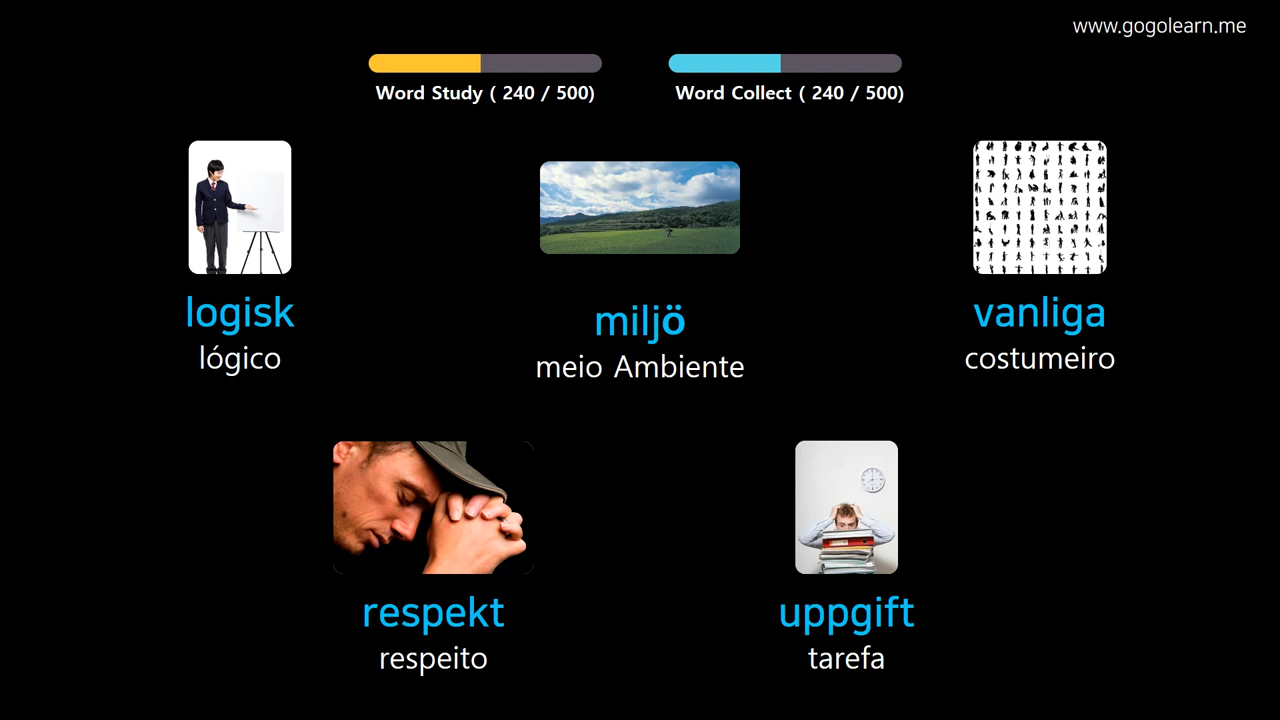 www.gogolearn.me
Word Study ( 240 / 500)
Word Collect ( 240 / 500)
logisk
lógico
miljö
meio Ambiente
vanliga
costumeiro
respekt
respeito
uppgift
tarefa